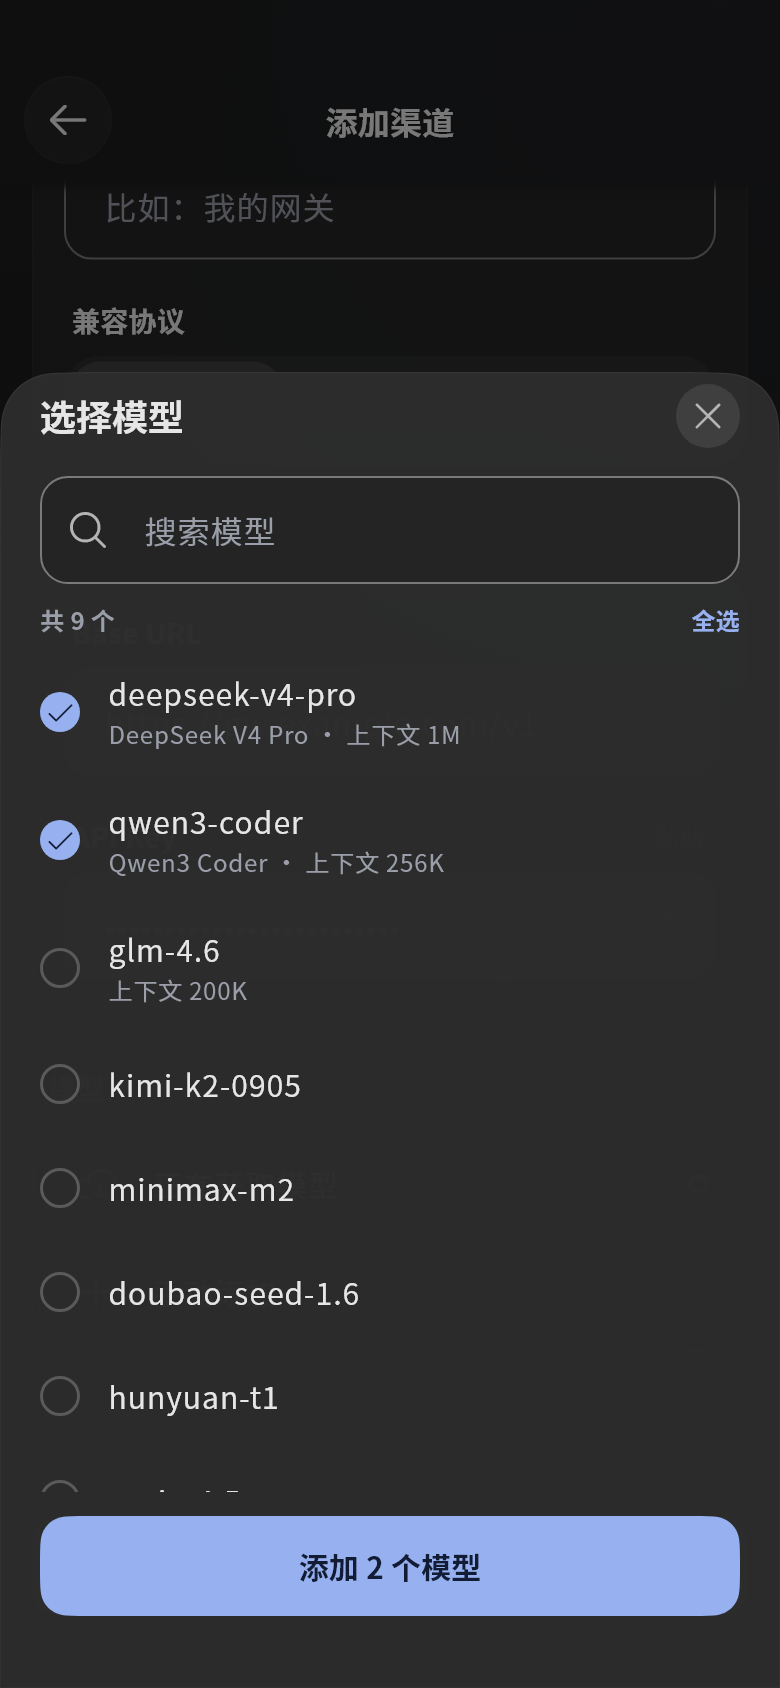 添加渠道
比如：我的网关
兼容协议
选择模型
搜索模型
共 9 个
全选
Base URL
deepseek-v4-pro
DeepSeek V4 Pro · 上下文 1M
qwen3-coder
Qwen3 Coder · 上下文 256K
glm-4.6
上下文 200K
kimi-k2-0905
minimax-m2
doubao-seed-1.6
hunyuan-t1
添加 2 个模型